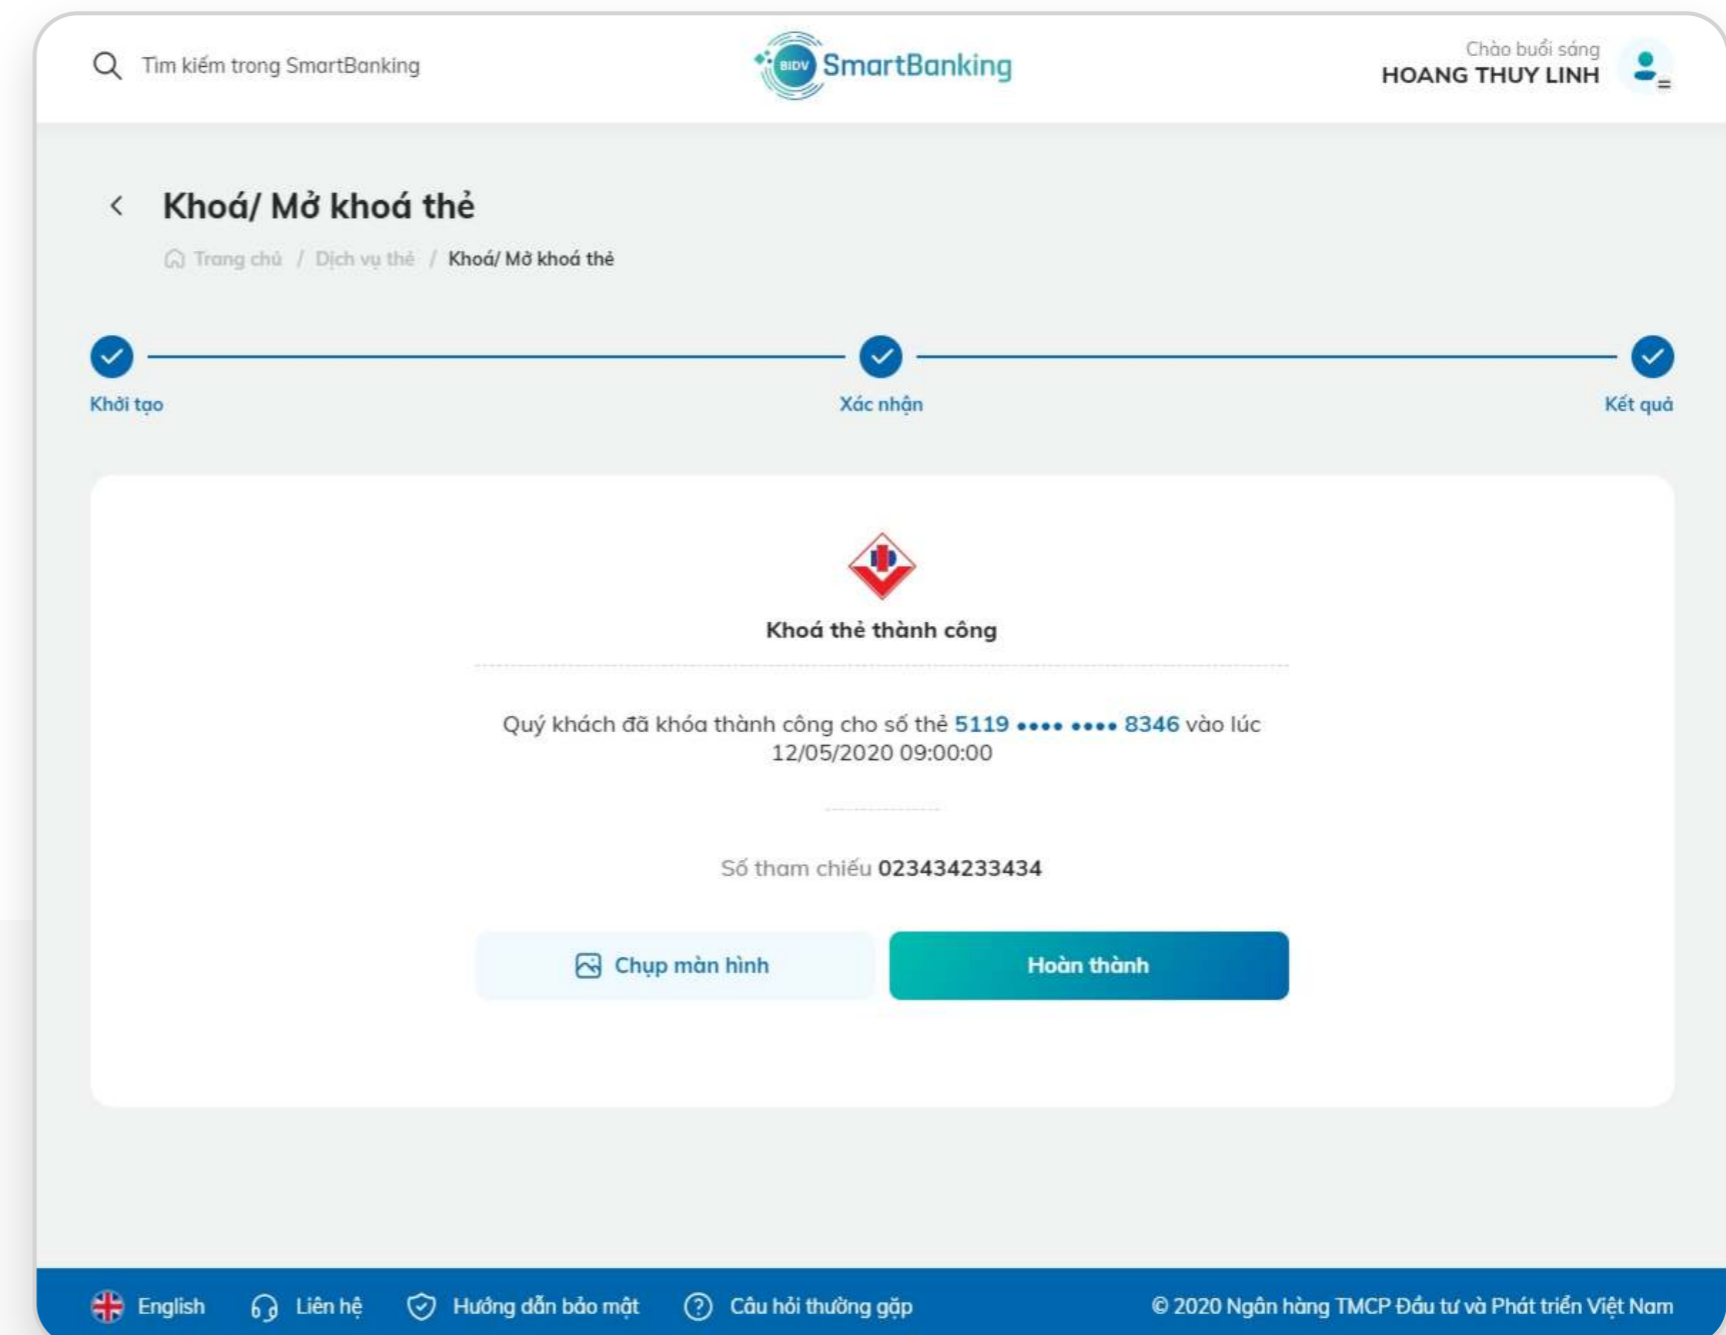 Tìm kiếm trong SmartBanking
BIDV SmartBanking
Chào buổi sáng
HOANG THUY LINH
Khoá/ Mở khoá thẻ
Trang chủ / Dịch vụ thẻ / Khoá/ Mở khoá thẻ
Khởi tạo
Xác nhận
Kết quả
Khoá thẻ thành công
Quý khách đã khóa thành công cho số thẻ 5119 •••• •••• 8346 vào lúc
12/05/2020 09:00:00
Số tham chiếu 023434233434
Chụp màn hình
Hoàn thành
English Liên hệ Hướng dẫn bảo mật Câu hỏi thường gặp © 2020 Ngân hàng TMCP Đầu tư và Phát triển Việt Nam